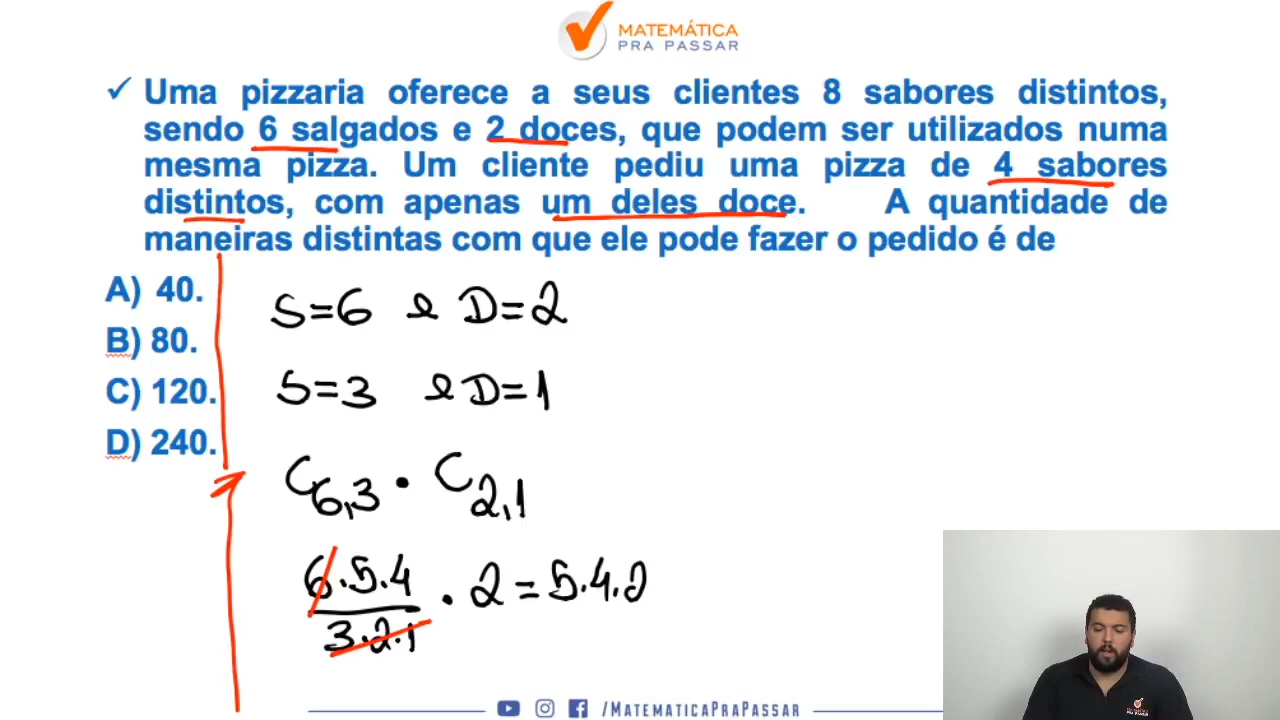 MATEMÁTICA
PRA PASSAR
✓ Uma pizzaria oferece a seus clientes 8 sabores distintos,
sendo 6 salgados e 2 doces, que podem ser utilizados numa
mesma pizza. Um cliente pediu uma pizza de 4 sabores
distintos, com apenas um deles doce. A quantidade de
maneiras distintas com que ele pode fazer o pedido é de
A) 40.
B) 80.
C) 120.
D) 240.
S=6 e D=2
S=3 e D=1
C6,3 · C2,1
6·5·4
3·2·1
· 2 = 5·4·2
/MATEMATICAPRAPASSAR